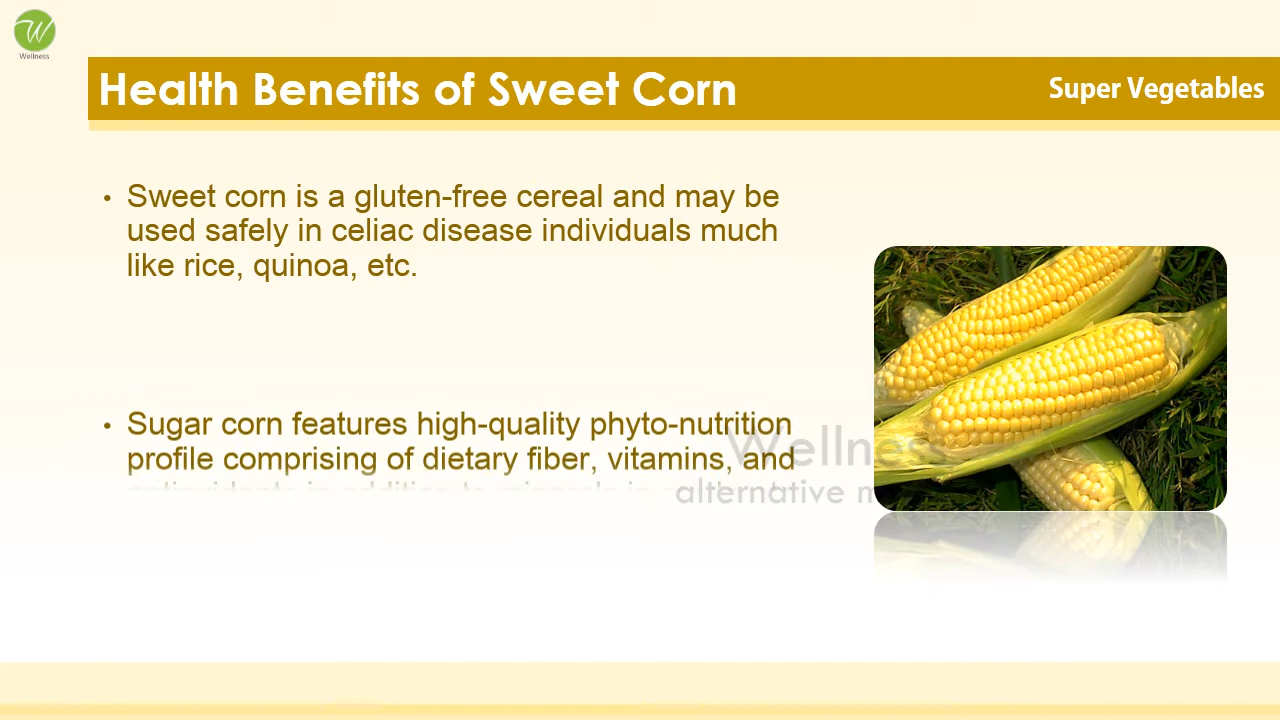 W
Wellness
Health Benefits of Sweet Corn
Super Vegetables
• Sweet corn is a gluten-free cereal and may be
used safely in celiac disease individuals much
like rice, quinoa, etc.
• Sugar corn features high-quality phyto-nutrition
profile comprising of dietary fiber, vitamins, and
Wellness
alternative